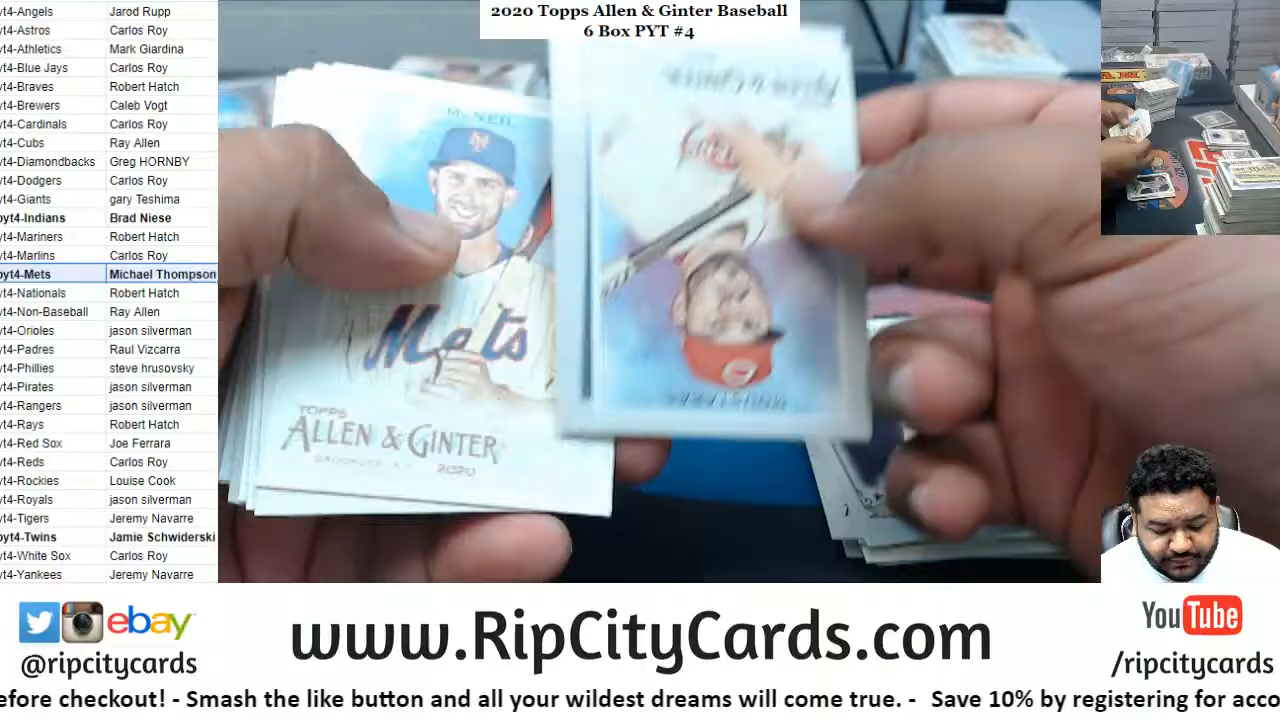 2020 Topps Allen & Ginter Baseball
6 Box PYT #4
yt4-Angels Jarod Rupp
yt4-Astros Carlos Roy
yt4-Athletics Mark Giardina
yt4-Blue Jays Carlos Roy
yt4-Braves Robert Hatch
yt4-Brewers Caleb Vogt
yt4-Cardinals Carlos Roy
yt4-Cubs Ray Allen
yt4-Diamondbacks Greg HORNBY
yt4-Dodgers Carlos Roy
yt4-Giants gary Teshima
pyt4-Indians Brad Niese
yt4-Mariners Robert Hatch
yt4-Marlins Carlos Roy
pyt4-Mets Michael Thompson
yt4-Nationals Robert Hatch
yt4-Non-Baseball Ray Allen
yt4-Orioles jason silverman
yt4-Padres Raul Vizcarra
yt4-Phillies steve hrusovsky
yt4-Pirates jason silverman
yt4-Rangers jason silverman
yt4-Rays Robert Hatch
yt4-Red Sox Joe Ferrara
yt4-Reds Carlos Roy
yt4-Rockies Louise Cook
yt4-Royals jason silverman
yt4-Tigers Jeremy Navarre
pyt4-Twins Jamie Schwiderski
yt4-White Sox Carlos Roy
yt4-Yankees Jeremy Navarre
McNEIL
Mets
TOPPS
ALLEN & GINTER
2020
ebay
@ripcitycards
www.RipCityCards.com
YouTube
/ripcitycards
efore checkout! - Smash the like button and all your wildest dreams will come true. - Save 10% by registering for acco